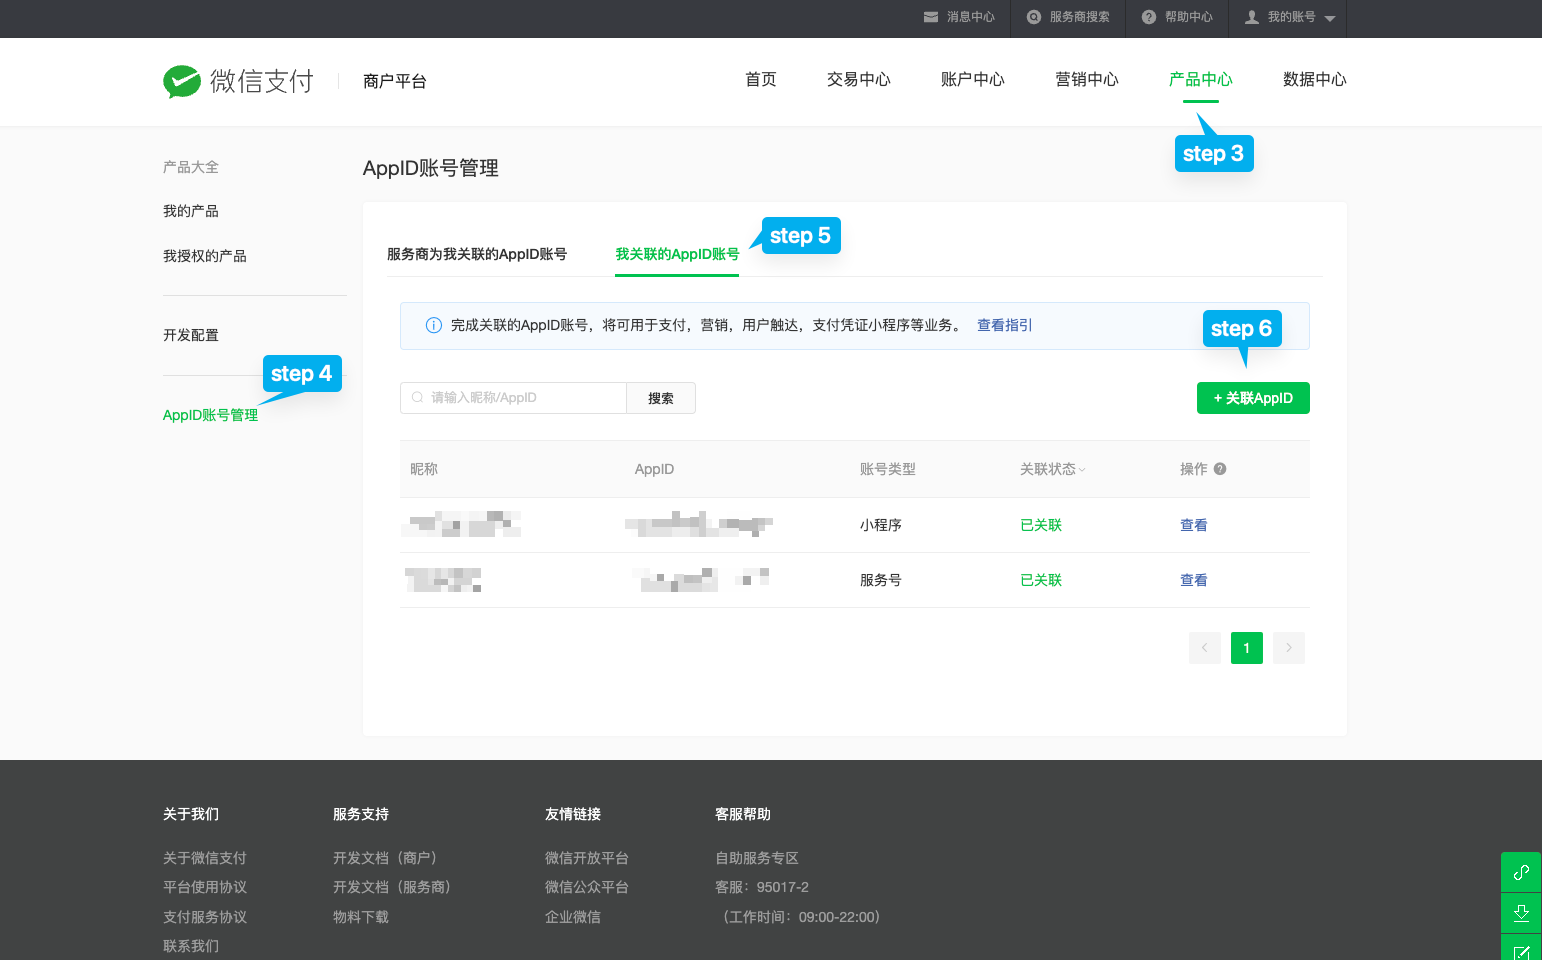 消息中心 服务商搜索 帮助中心 我的账号
微信支付 商户平台 首页 交易中心 账户中心 营销中心 产品中心 数据中心
step 3
产品大全
我的产品
我授权的产品
开发配置
step 4
AppID账号管理
AppID账号管理
服务商为我关联的AppID账号 我关联的AppID账号
step 5
完成关联的AppID账号，将可用于支付，营销，用户触达，支付凭证小程序等业务。 查看指引
step 6
请输入昵称/AppID 搜索 + 关联AppID
昵称 AppID 账号类型 关联状态 操作
小程序 已关联 查看
服务号 已关联 查看
1
关于我们 服务支持 友情链接 客服帮助
关于微信支付 开发文档（商户） 微信开放平台 自助服务专区
平台使用协议 开发文档（服务商） 微信公众平台 客服：95017-2
支付服务协议 物料下载 企业微信 （工作时间：09:00-22:00）
联系我们